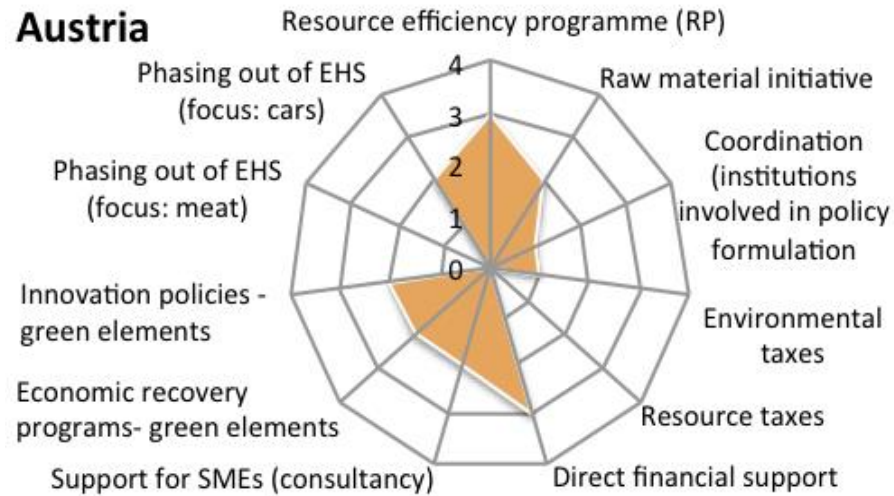 Austria
Resource efficiency programme (RP)
Phasing out of EHS
(focus: cars)
Raw material initiative
4
3
2
1
0
Coordination
(institutions
involved in policy
formulation
Phasing out of EHS
(focus: meat)
Innovation policies -
green elements
Environmental
taxes
Economic recovery
programs- green elements
Resource taxes
Support for SMEs (consultancy)
Direct financial support